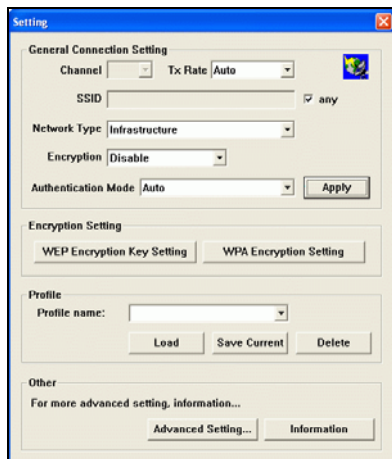 Setting
General Connection Setting
Channel Tx Rate Auto
SSID any
Network Type Infrastructure
Encryption Disable
Authentication Mode Auto Apply
Encryption Setting
WEP Encryption Key Setting WPA Encryption Setting
Profile
Profile name:
Load Save Current Delete
Other
For more advanced setting, information...
Advanced Setting... Information